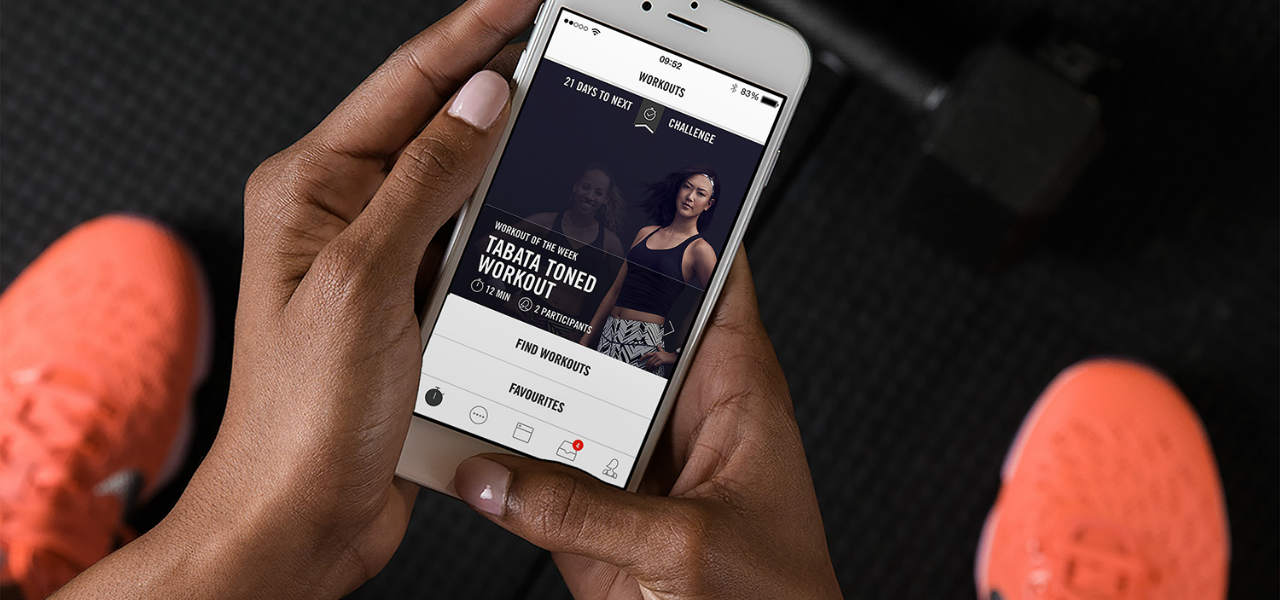 09:52
83%
WORKOUTS
21 DAYS TO NEXT CHALLENGE
WORKOUT OF THE WEEK
TABATA TONED
WORKOUT
12 MIN 2 PARTICIPANTS
FIND WORKOUTS
FAVOURITES
4